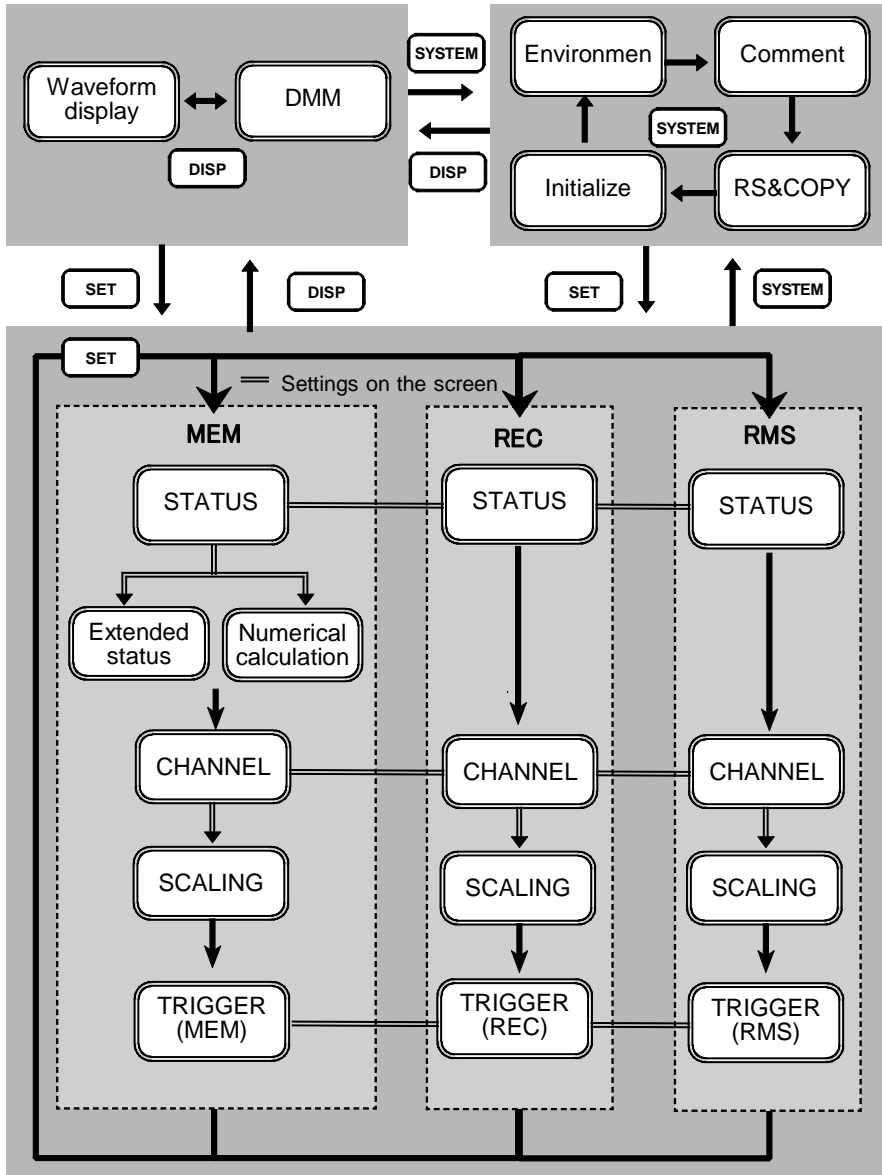 Waveform
display
DMM
DISP
SYSTEM
DISP
Environmen
Comment
SYSTEM
Initialize
RS&COPY
SET
DISP
SET
SYSTEM
SET
Settings on the screen
MEM
REC
RMS
STATUS
STATUS
STATUS
Extended
status
Numerical
calculation
CHANNEL
CHANNEL
CHANNEL
SCALING
SCALING
SCALING
TRIGGER
(MEM)
TRIGGER
(REC)
TRIGGER
(RMS)